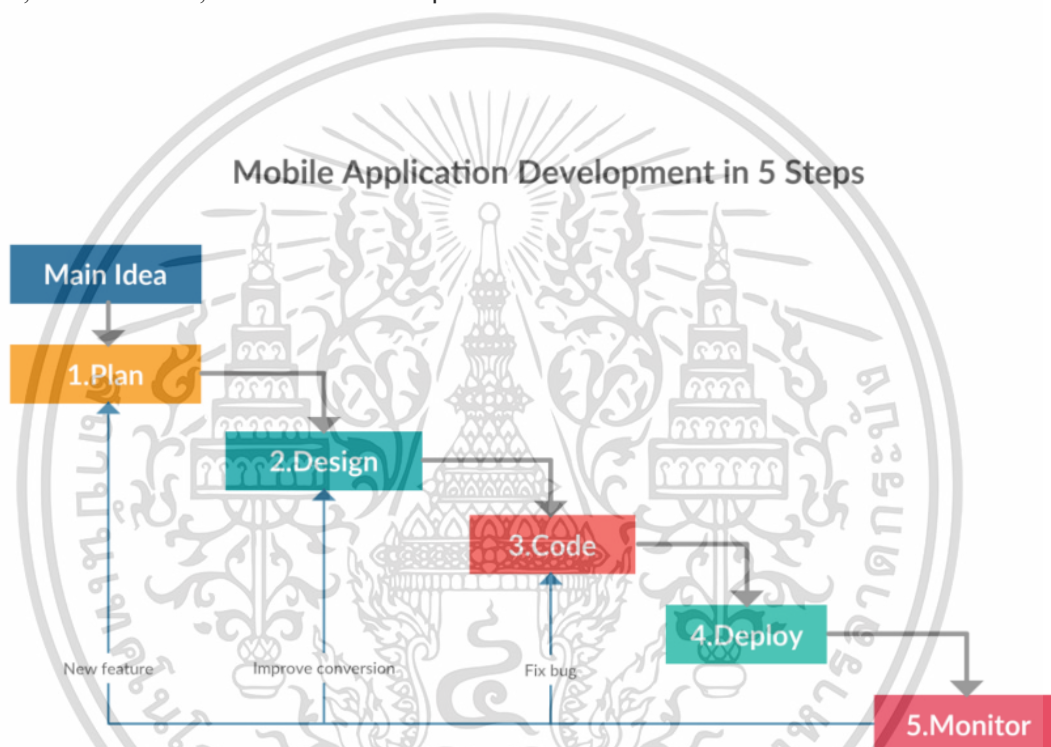 Mobile Application Development in 5 Steps
Main Idea
1.Plan
2.Design
3.Code
4.Deploy
New feature
Improve conversion
Fix bug
5.Monitor